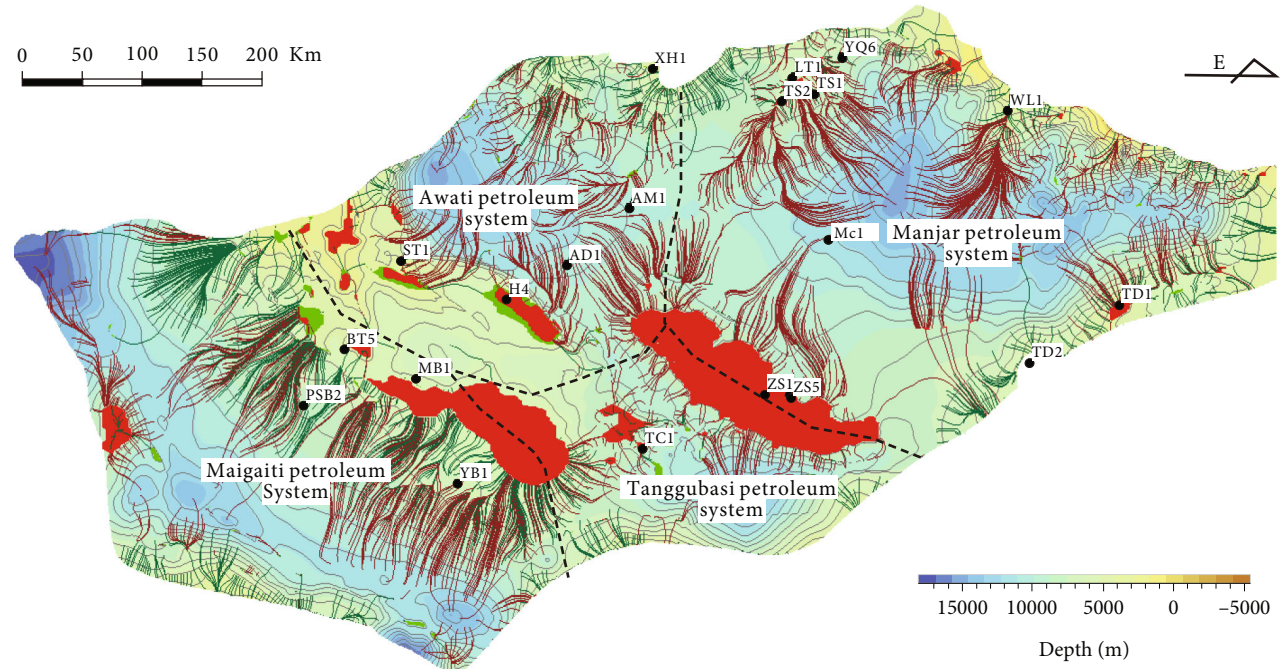 0 50 100 150 200 Km
XH1
YQ6
LT1
TS1
TS2
E
WL1
Awati petroleum
system
AM1
Mc1
Manjar petroleum
system
ST1
AD1
H4
TD1
BT5
TD2
MB1
ZS1
ZS5
PSB2
TC1
Maigaiti petroleum
System
YB1
Tanggubasi petroleum
system
15000 10000 5000 0 –5000
Depth (m)